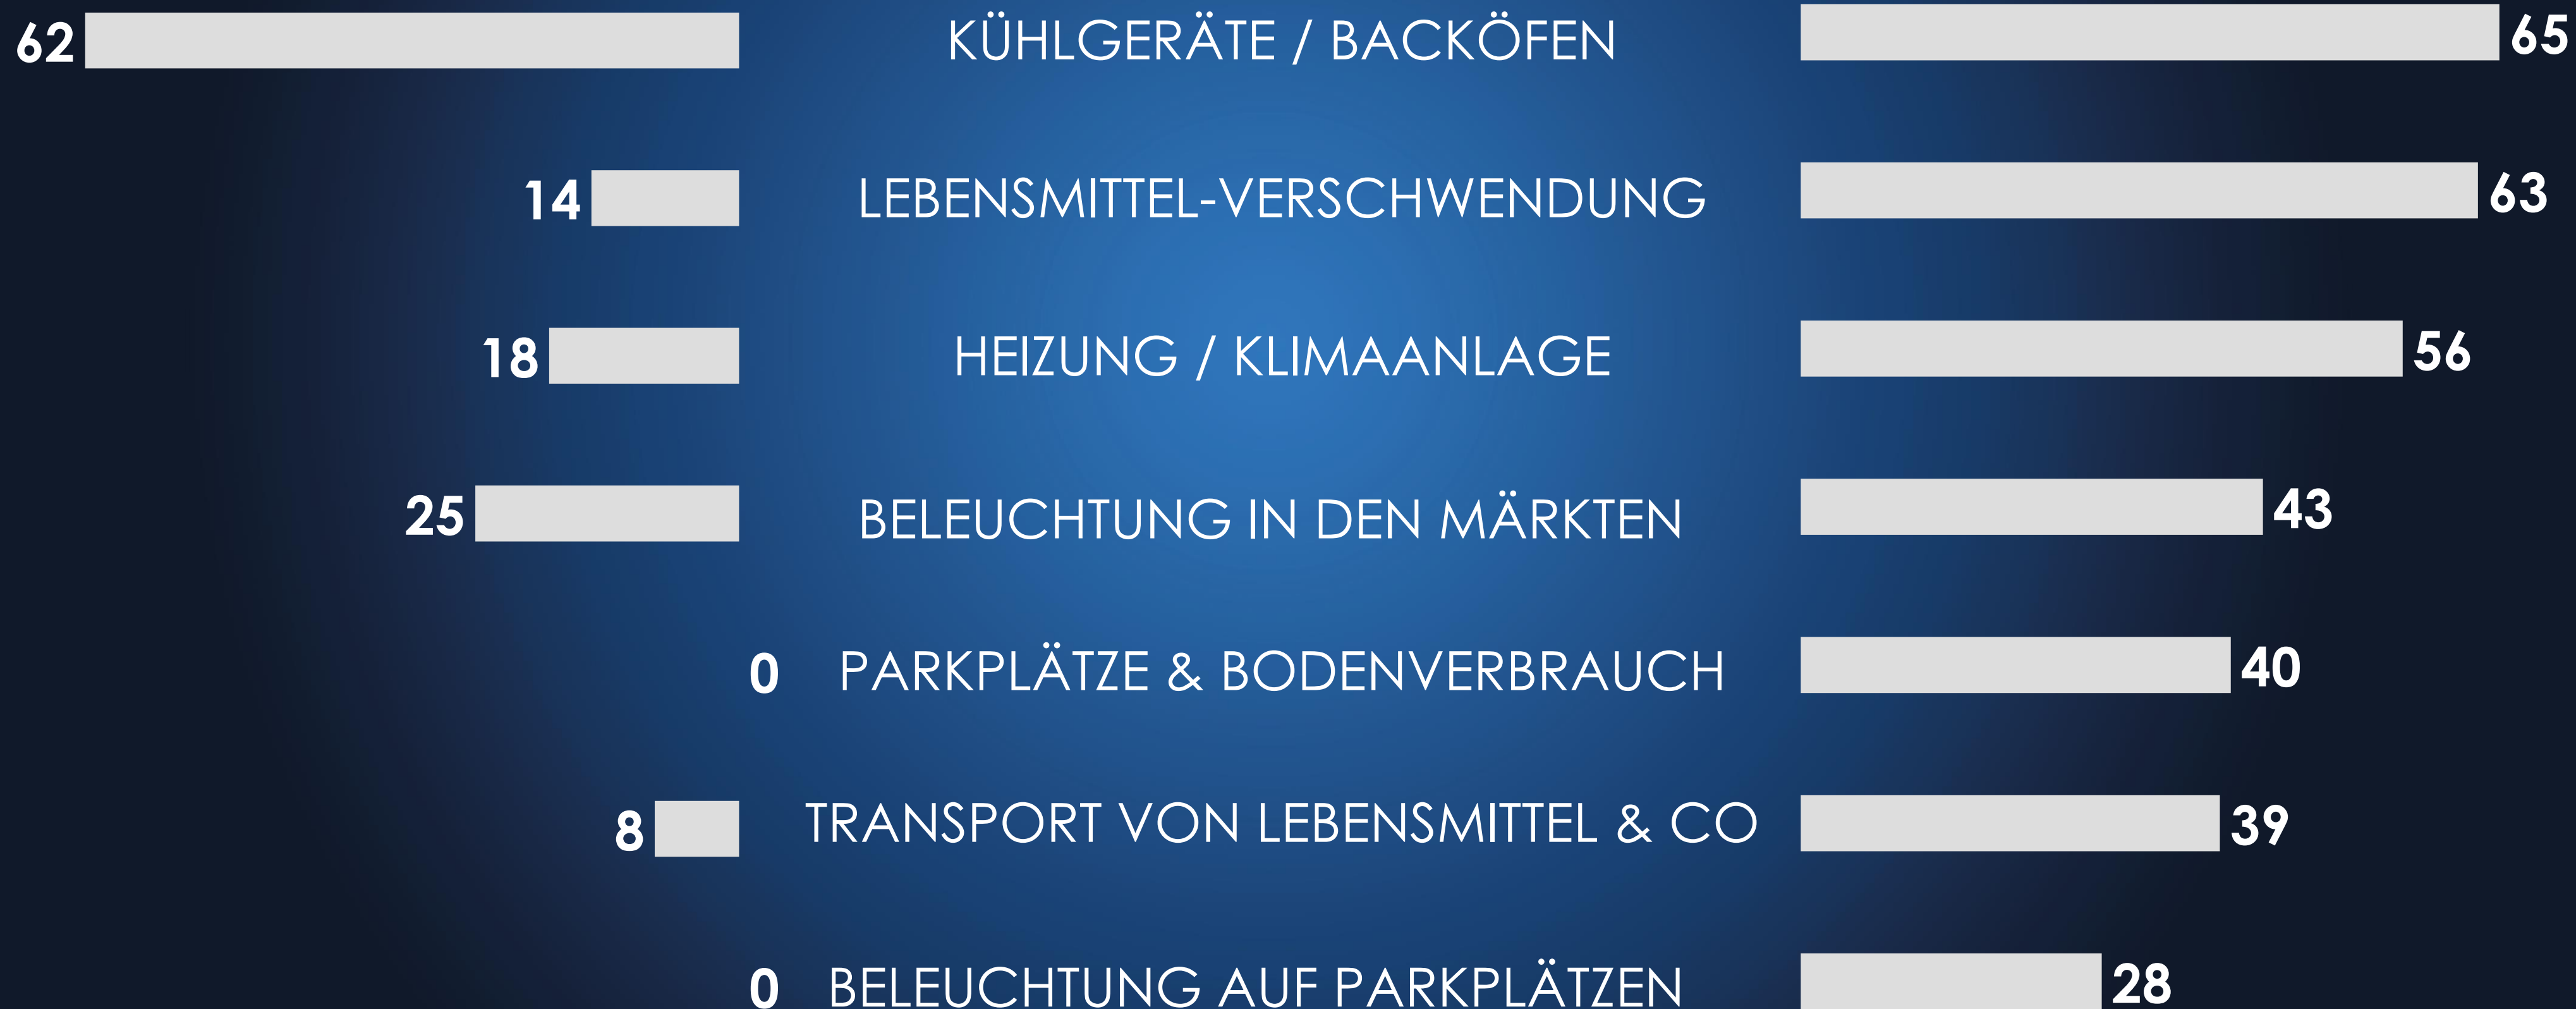 62 KÜHLGERÄTE / BACKÖFEN 65
14 LEBENSMITTEL-VERSCHWENDUNG 63
18 HEIZUNG / KLIMAANLAGE 56
25 BELEUCHTUNG IN DEN MÄRKTEN 43
0 PARKPLÄTZE & BODENVERBRAUCH 40
8 TRANSPORT VON LEBENSMITTEL & CO 39
0 BELEUCHTUNG AUF PARKPLÄTZEN 28